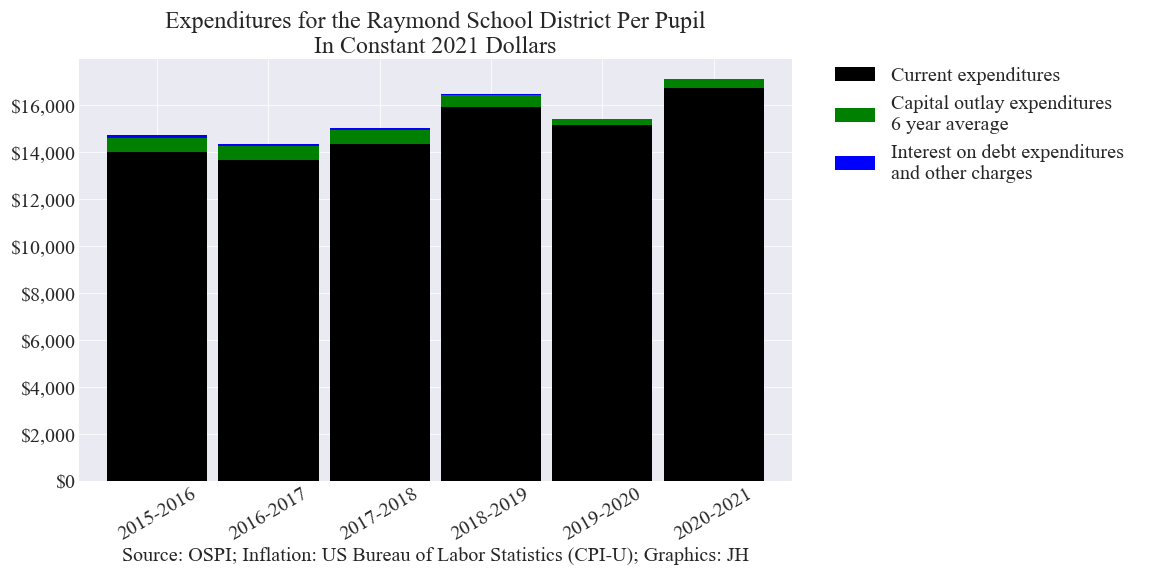 Expenditures for the Raymond School District Per Pupil
In Constant 2021 Dollars
Current expenditures
Capital outlay expenditures
6 year average
Interest on debt expenditures
and other charges
$16,000
$14,000
$12,000
$10,000
$8,000
$6,000
$4,000
$2,000
$0
2015-2016
2016-2017
2017-2018
2018-2019
2019-2020
2020-2021
Source: OSPI; Inflation: US Bureau of Labor Statistics (CPI-U); Graphics: JH